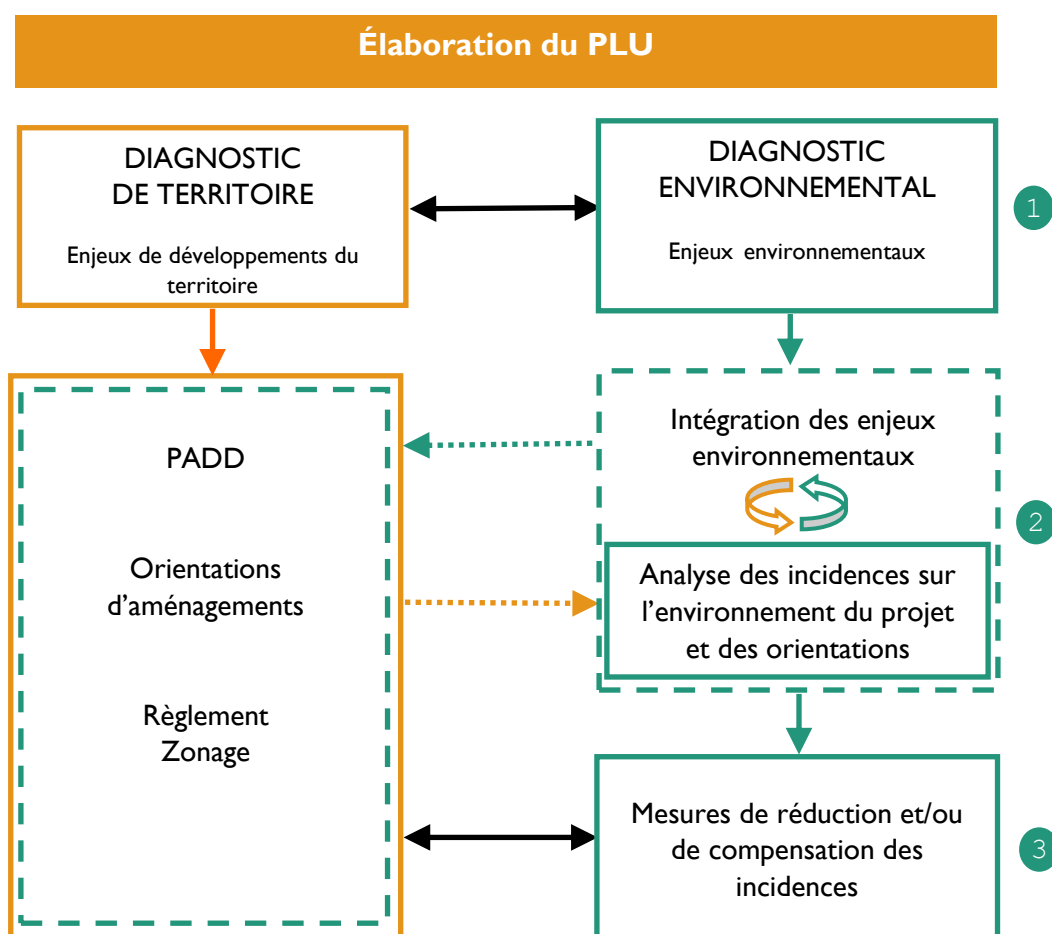 Élaboration du PLU
DIAGNOSTIC
DE TERRITOIRE
Enjeux de développements du
territoire
DIAGNOSTIC
ENVIRONNEMENTAL
Enjeux environnementaux
1
PADD
Orientations
d’aménagements
Règlement
Zonage
Intégration des enjeux
environnementaux
Analyse des incidences sur
l’environnement du projet
et des orientations
2
Mesures de réduction et/ou
de compensation des
incidences
3